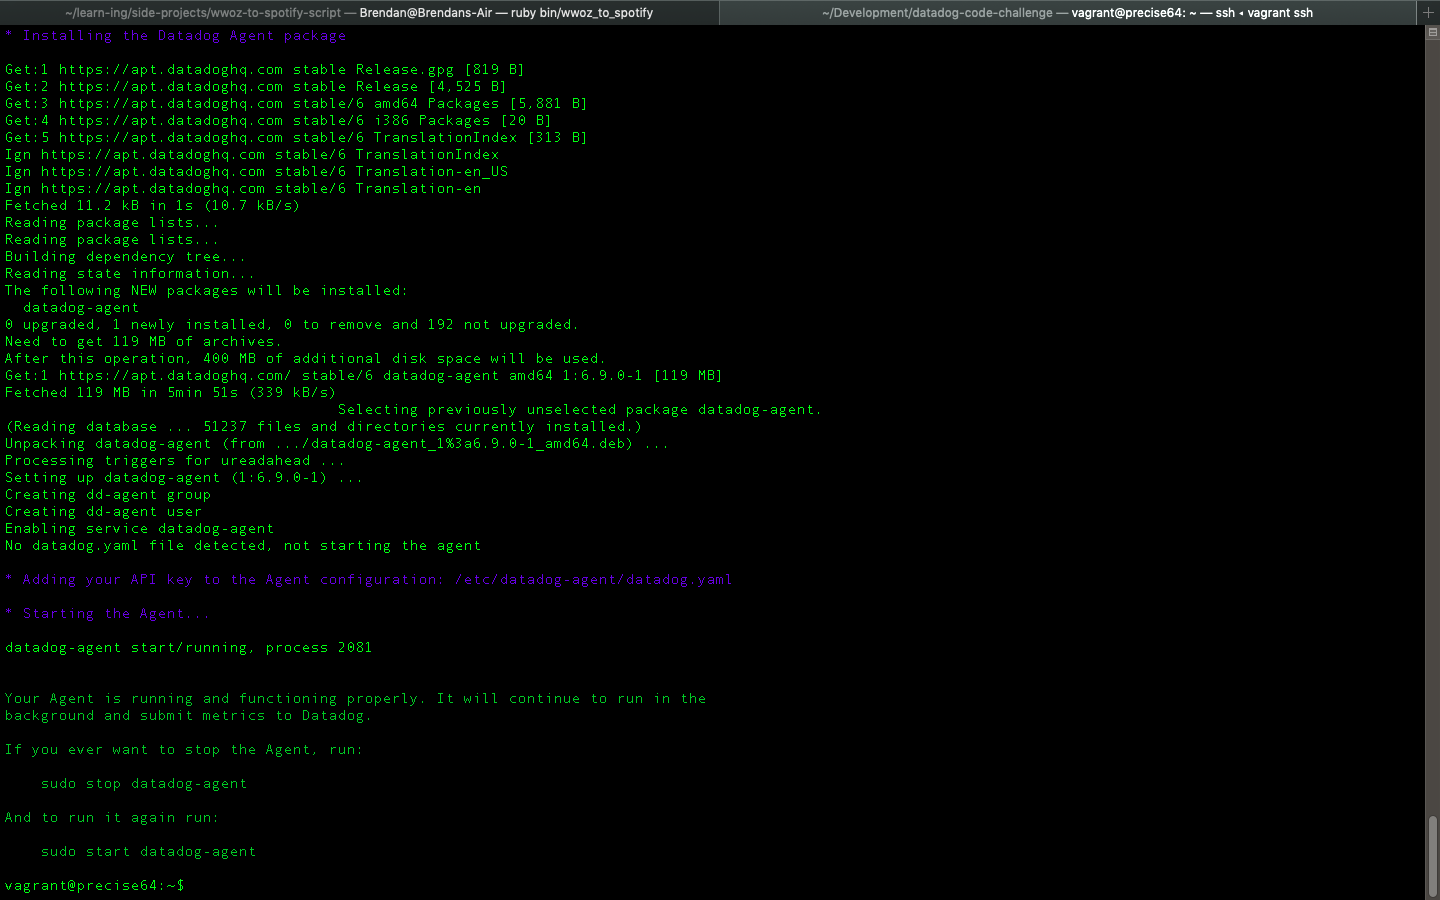 ~/learn-ing/side-projects/wwoz-to-spotify-script — Brendan@Brendans-Air — ruby bin/wwoz_to_spotify
~/Development/datadog-code-challenge — vagrant@precise64: ~ — ssh ◂ vagrant ssh
* Installing the Datadog Agent package
Get:1 https://apt.datadoghq.com stable Release.gpg [819 B]
Get:2 https://apt.datadoghq.com stable Release [4,525 B]
Get:3 https://apt.datadoghq.com stable/6 amd64 Packages [5,881 B]
Get:4 https://apt.datadoghq.com stable/6 i386 Packages [20 B]
Get:5 https://apt.datadoghq.com stable/6 TranslationIndex [313 B]
Ign https://apt.datadoghq.com stable/6 TranslationIndex
Ign https://apt.datadoghq.com stable/6 Translation-en_US
Ign https://apt.datadoghq.com stable/6 Translation-en
Fetched 11.2 kB in 1s (10.7 kB/s)
Reading package lists...
Reading package lists...
Building dependency tree...
Reading state information...
The following NEW packages will be installed:
  datadog-agent
0 upgraded, 1 newly installed, 0 to remove and 192 not upgraded.
Need to get 119 MB of archives.
After this operation, 400 MB of additional disk space will be used.
Get:1 https://apt.datadoghq.com/ stable/6 datadog-agent amd64 1:6.9.0-1 [119 MB]
Fetched 119 MB in 5min 51s (339 kB/s)
Selecting previously unselected package datadog-agent.
(Reading database ... 51237 files and directories currently installed.)
Unpacking datadog-agent (from .../datadog-agent_1%3a6.9.0-1_amd64.deb) ...
Processing triggers for ureadahead ...
Setting up datadog-agent (1:6.9.0-1) ...
Creating dd-agent group
Creating dd-agent user
Enabling service datadog-agent
No datadog.yaml file detected, not starting the agent
* Adding your API key to the Agent configuration: /etc/datadog-agent/datadog.yaml
* Starting the Agent...
datadog-agent start/running, process 2081
Your Agent is running and functioning properly. It will continue to run in the
background and submit metrics to Datadog.
If you ever want to stop the Agent, run:
    sudo stop datadog-agent
And to run it again run:
    sudo start datadog-agent
vagrant@precise64:~$